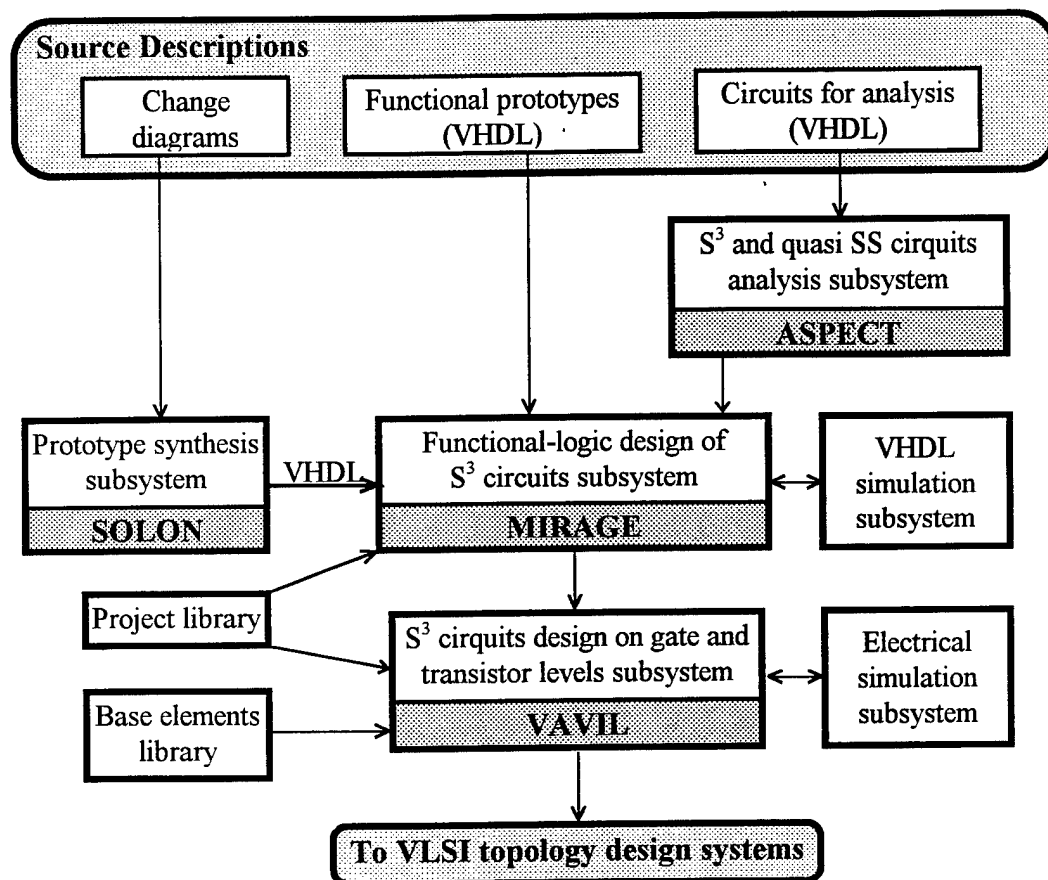 Source Descriptions
Change
diagrams
Functional prototypes
(VHDL)
Circuits for analysis
(VHDL)
S³ and quasi SS cirquits
analysis subsystem
ASPECT
Prototype synthesis
subsystem
SOLON
VHDL
Functional-logic design of
S³ circuits subsystem
MIRAGE
VHDL
simulation
subsystem
Project library
S³ cirquits design on gate and
transistor levels subsystem
VAVIL
Electrical
simulation
subsystem
Base elements
library
To VLSI topology design systems